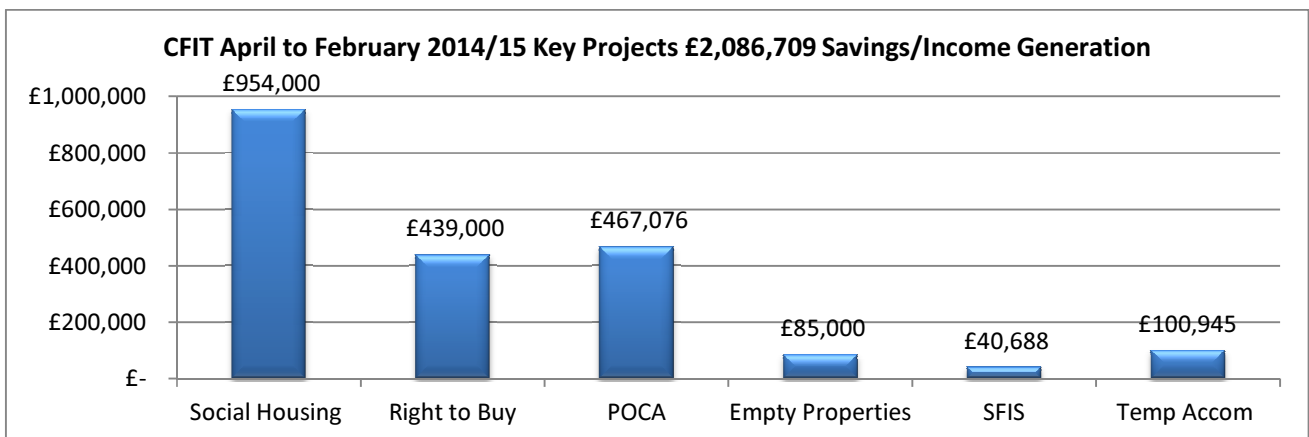 CFIT April to February 2014/15 Key Projects £2,086,709 Savings/Income Generation
£1,000,000
£800,000
£600,000
£400,000
£200,000
£-
£954,000
£439,000
£467,076
£85,000
£40,688
£100,945
Social Housing
Right to Buy
POCA
Empty Properties
SFIS
Temp Accom